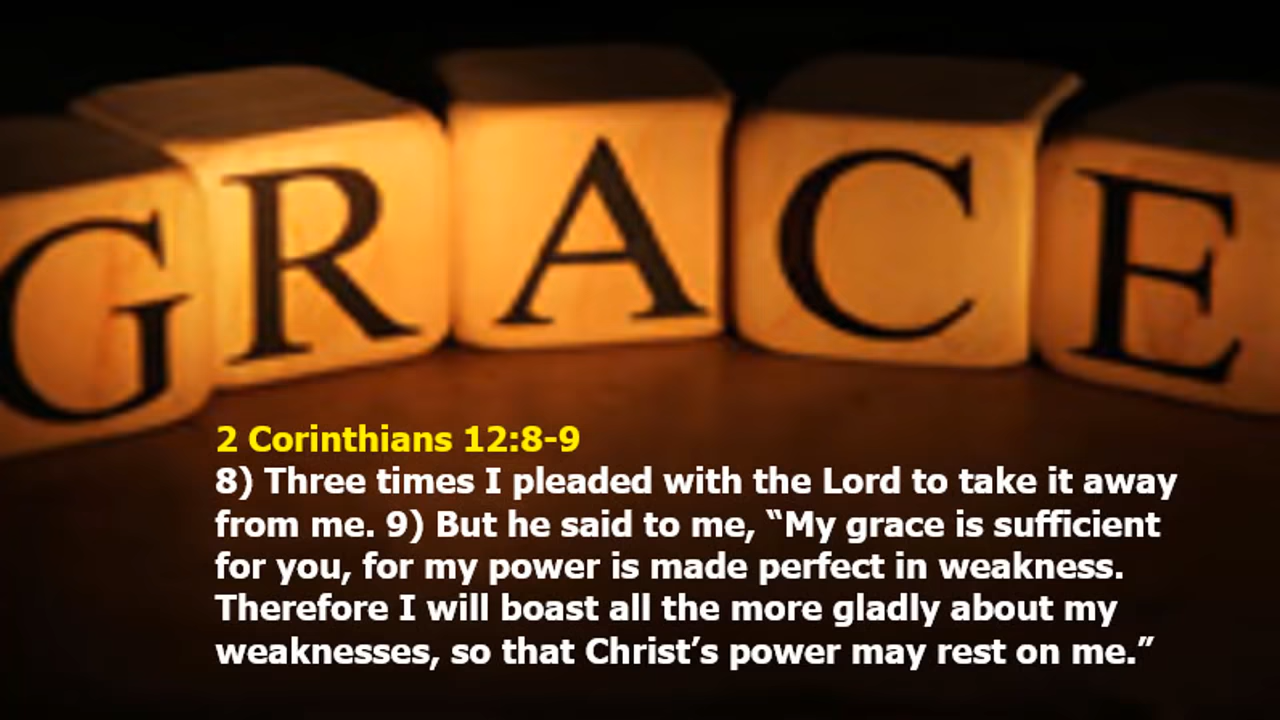 GRACE
2 Corinthians 12:8-9
8) Three times I pleaded with the Lord to take it away
from me. 9) But he said to me, “My grace is sufficient
for you, for my power is made perfect in weakness.
Therefore I will boast all the more gladly about my
weaknesses, so that Christ’s power may rest on me.”